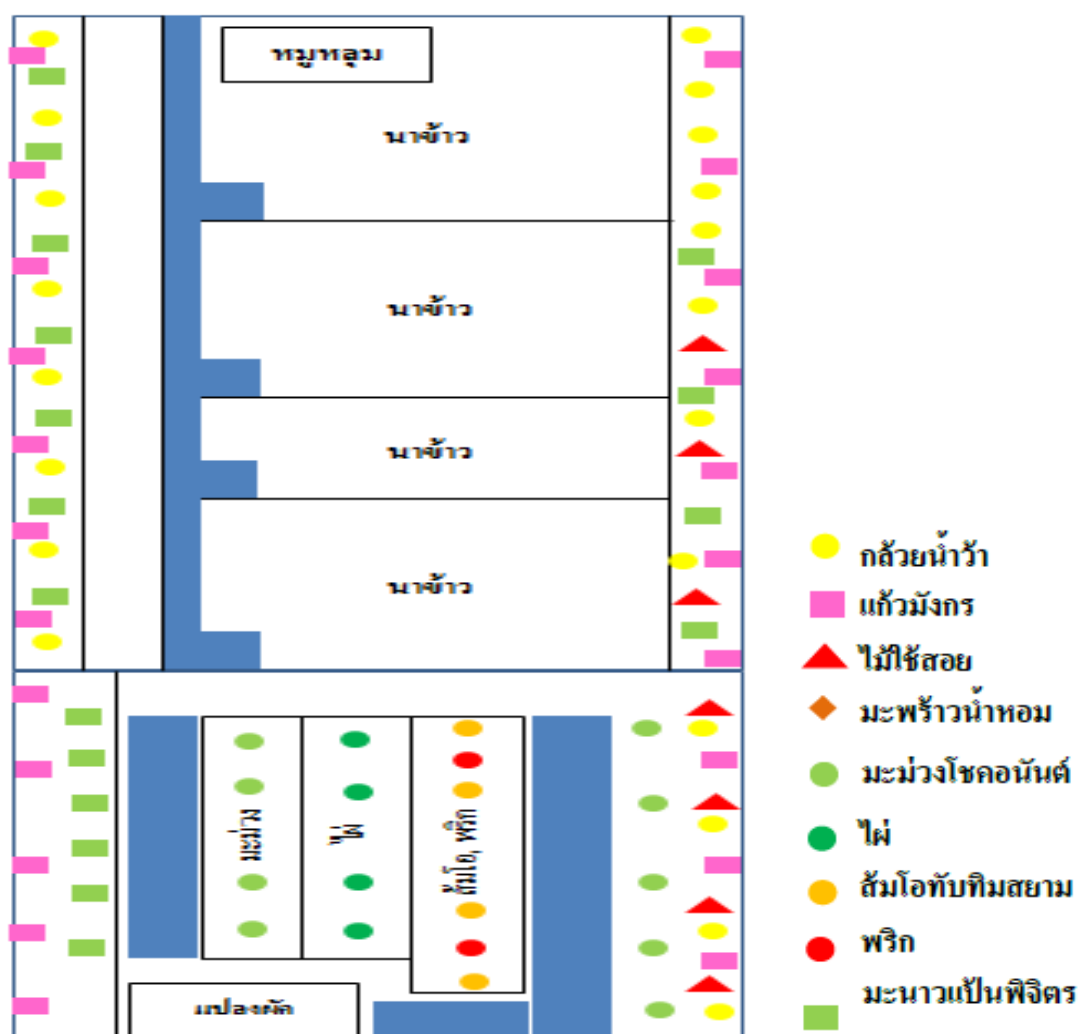 หมูหลุม
นาข้าว
นาข้าว
นาข้าว
นาข้าว
มะม่วง
ไผ่
ส้มโอ, พริก
แปลงผัก
กล้วยน้ำว้า
แก้วมังกร
ไม้ใช้สอย
มะพร้าวน้ำหอม
มะม่วงโชคอนันต์
ไผ่
ส้มโอทับทิมสยาม
พริก
มะนาวแป้นพิจิตร